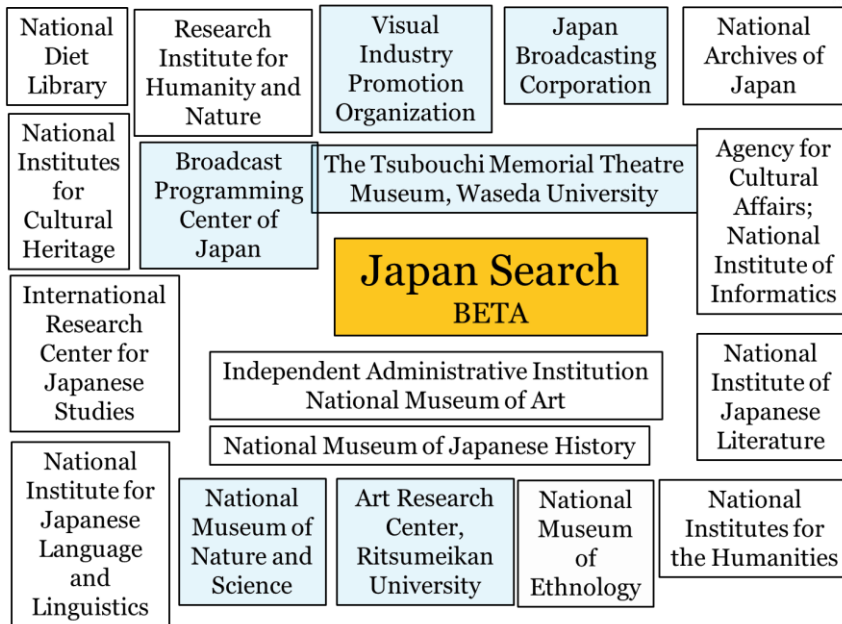 National
Diet
Library
Research
Institute for
Humanity and
Nature
Visual
Industry
Promotion
Organization
Japan
Broadcasting
Corporation
National
Archives of
Japan
National
Institutes
for
Cultural
Heritage
Broadcast
Programming
Center of
Japan
The Tsubouchi Memorial Theatre
Museum, Waseda University
Agency for
Cultural
Affairs;
National
Institute of
Informatics
Japan Search
BETA
International
Research
Center for
Japanese
Studies
Independent Administrative Institution
National Museum of Art
National
Institute of
Japanese
Literature
National Museum of Japanese History
National
Institute for
Japanese
Language
and
Linguistics
National
Museum of
Nature and
Science
Art Research
Center,
Ritsumeikan
University
National
Museum
of
Ethnology
National
Institutes for
the Humanities